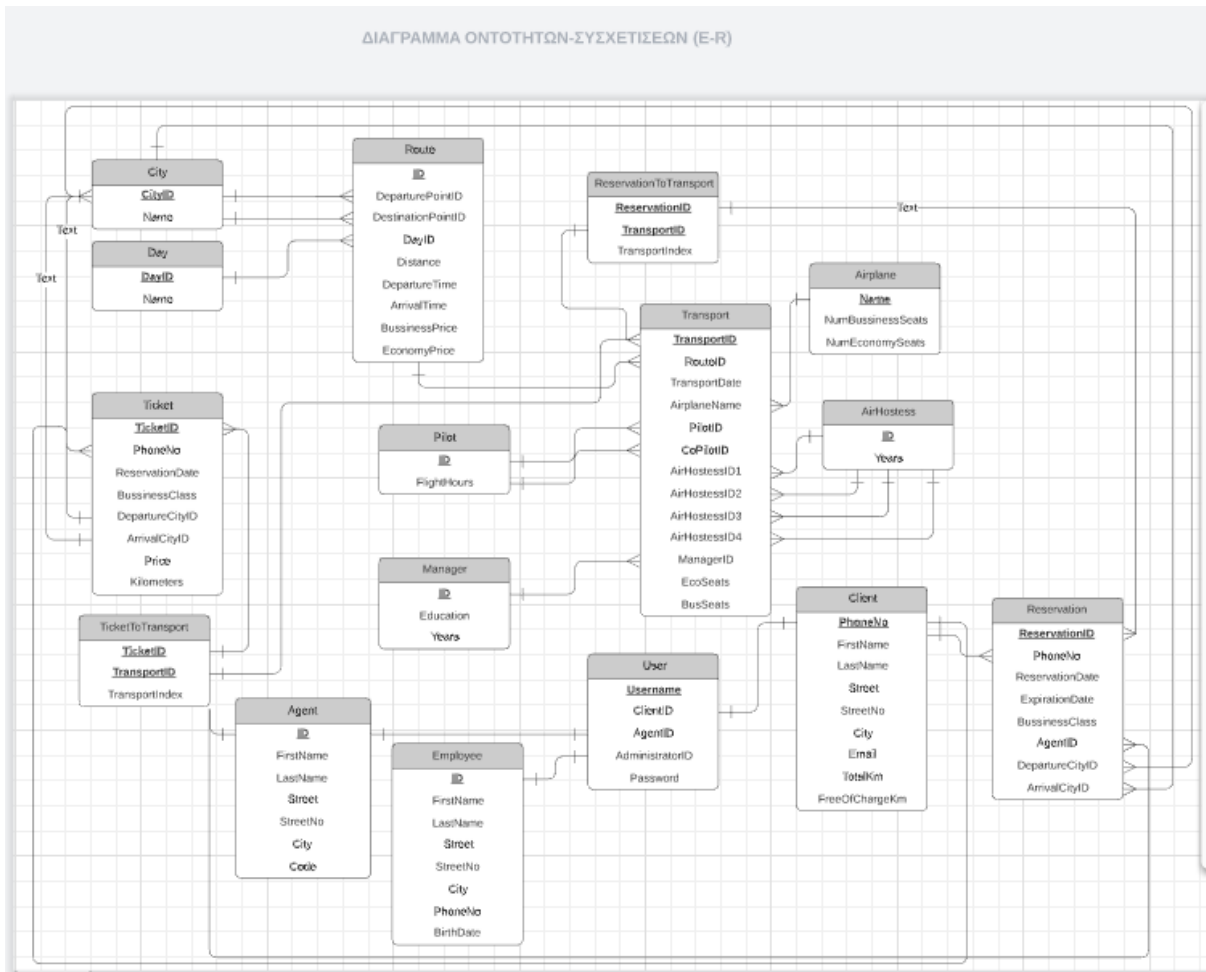 ΔΙΑΓΡΑΜΜΑ ΟΝΤΟΤΗΤΩΝ-ΣΥΣΧΕΤΙΣΕΩΝ (E-R)
City
CityID
Name
Day
DayID
Name
Text
Text
Route
ID
DeparturePointID
DestinationPointID
DayID
Distance
DepartureTime
ArrivalTime
BussinessPrice
EconomyPrice
ReservationToTransport
ReservationID
TransportID
TransportIndex
Text
Airplane
Name
NumBussinessSeats
NumEconomySeats
Transport
TransportID
RouteID
TransportDate
AirplaneName
PilotID
CoPilotID
AirHostessID1
AirHostessID2
AirHostessID3
AirHostessID4
ManagerID
EcoSeats
BusSeats
AirHostess
ID
Years
Ticket
TicketID
PhoneNo
ReservationDate
BussinessClass
DepartureCityID
ArrivalCityID
Price
Kilometers
Pilot
ID
FlightHours
Manager
ID
Education
Years
TicketToTransport
TicketID
TransportID
TransportIndex
Agent
ID
FirstName
LastName
Street
StreetNo
City
Code
Employee
ID
FirstName
LastName
Street
StreetNo
City
PhoneNo
BirthDate
User
Username
ClientID
AgentID
AdministratorID
Password
Client
PhoneNo
FirstName
LastName
Street
StreetNo
City
Email
TotalKm
FreeOfChargeKm
Reservation
ReservationID
PhoneNo
ReservationDate
ExpirationDate
BussinessClass
AgentID
DepartureCityID
ArrivalCityID